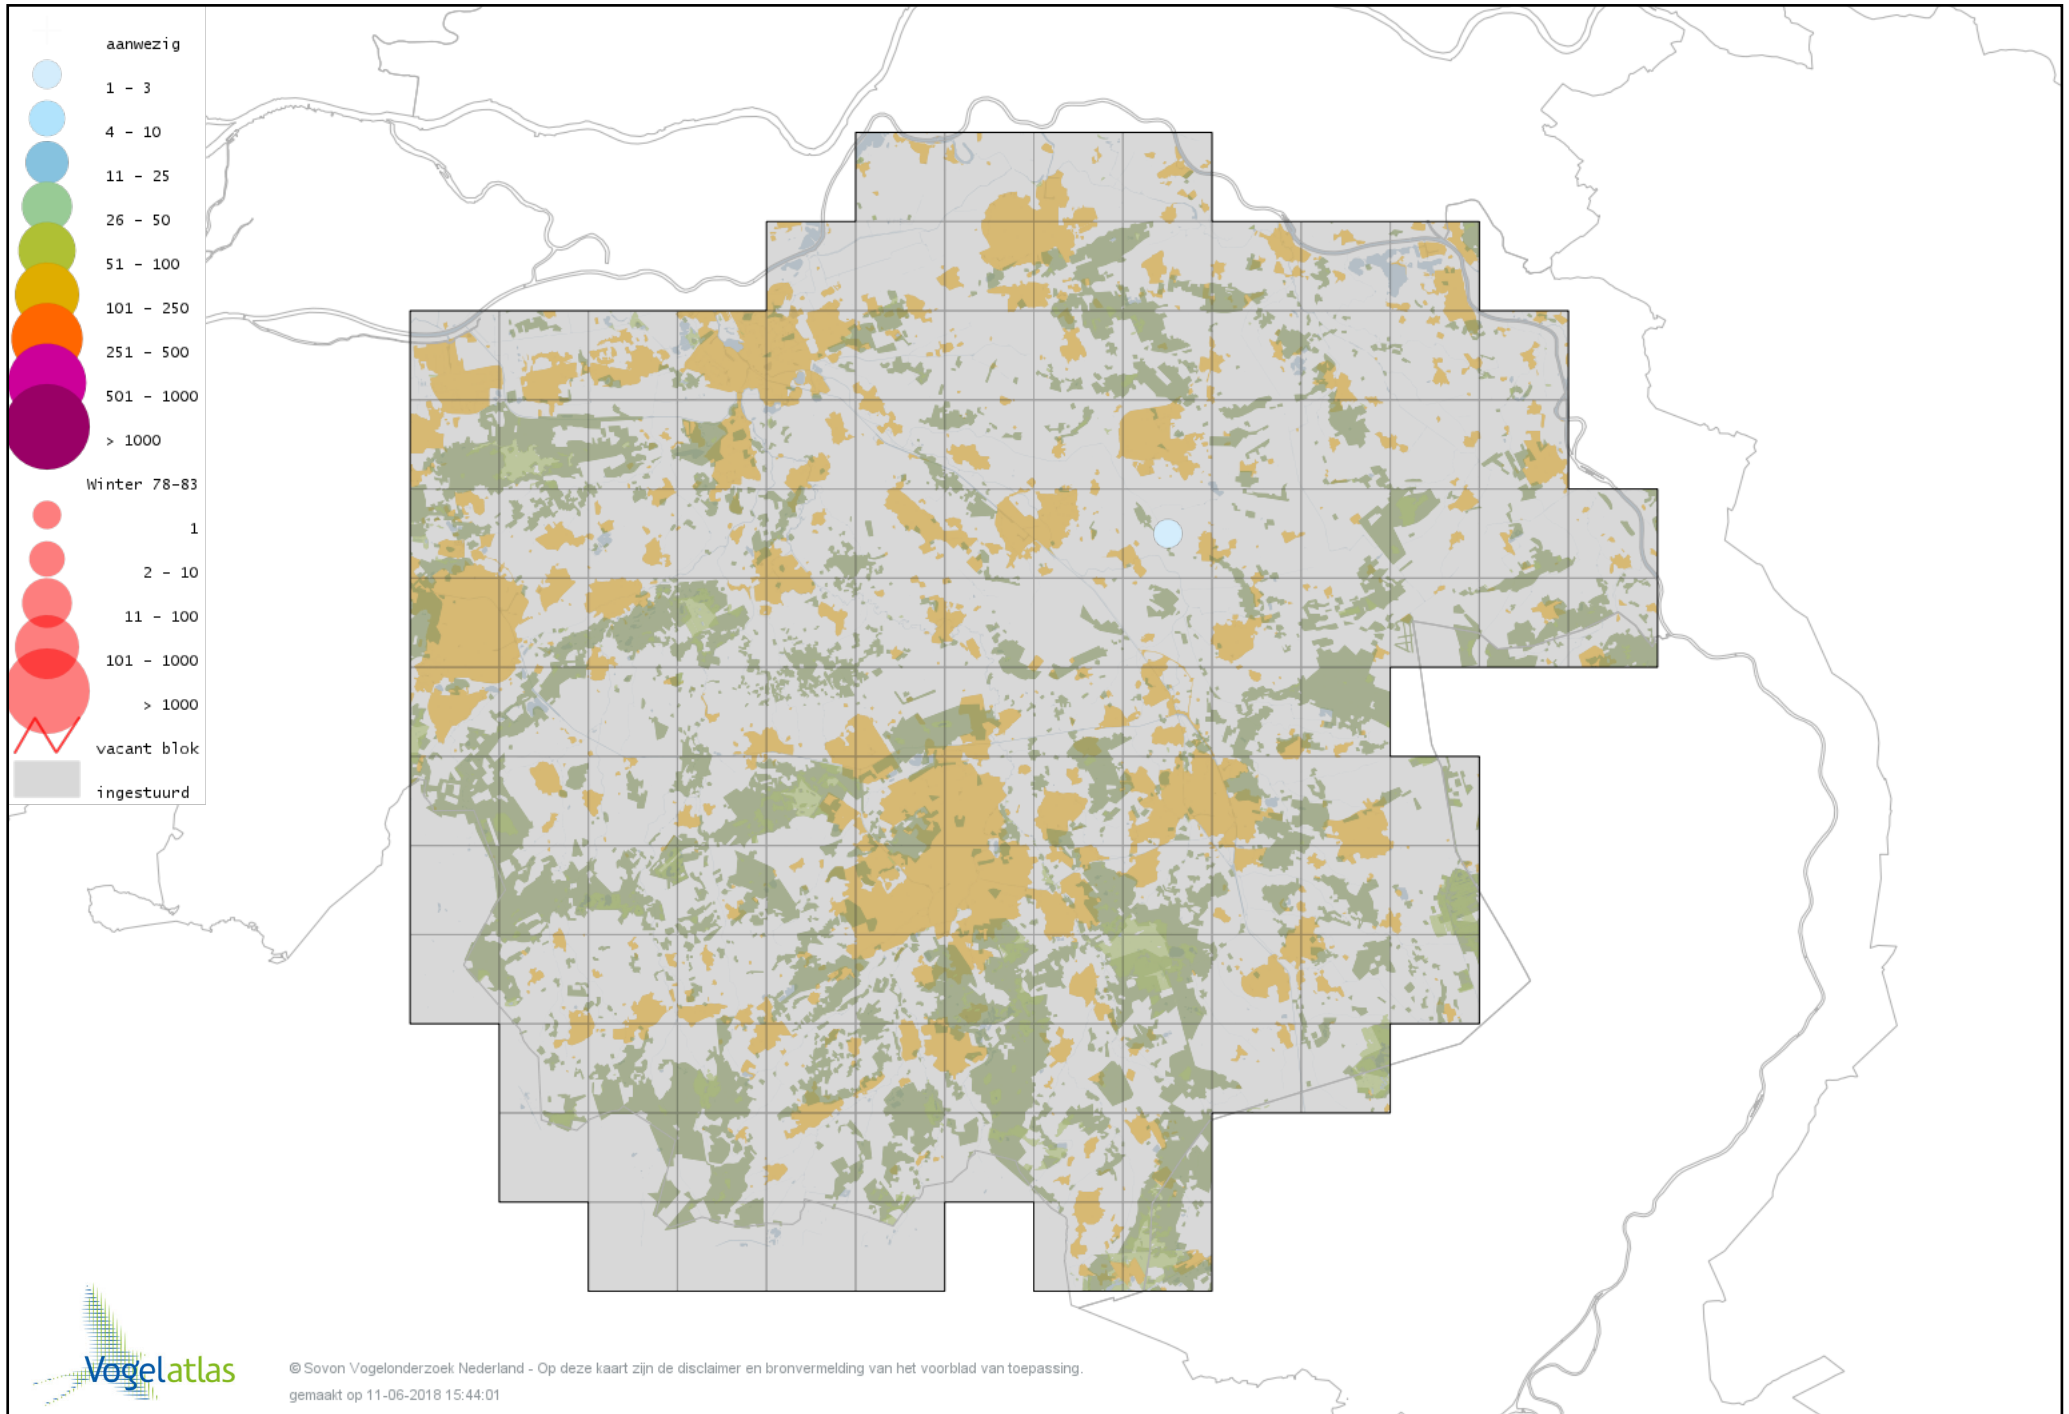 aanwezig
1 - 3
4 - 10
11 - 25
26 - 50
51 - 100
101 - 250
251 - 500
501 - 1000
> 1000
Winter 78-83
1
2 - 10
11 - 100
101 - 1000
> 1000
vacant blok
ingestuurd
Vogelatlas
© Sovon Vogelonderzoek Nederland - Op deze kaart zijn de disclaimer en bronvermelding van het voorblad van toepassing.
gemaakt op 11-06-2018 15:44:01